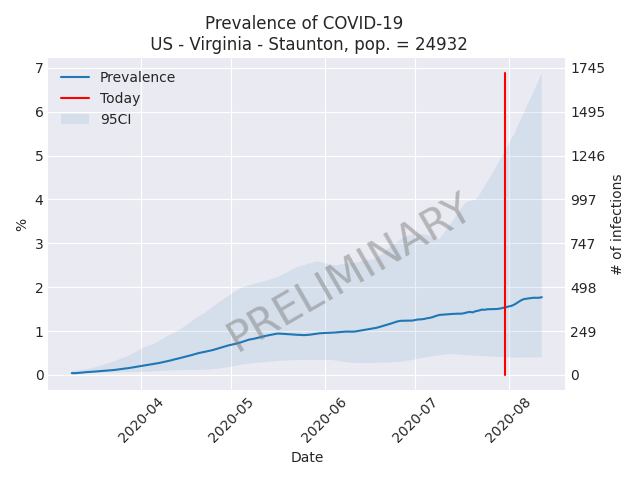 Prevalence of COVID-19
US - Virginia - Staunton, pop. = 24932
Prevalence
Today
95CI
PRELIMINARY
%
7
6
5
4
3
2
1
0
1745
1495
1246
997
747
498
249
0
# of infections
2020-04
2020-05
2020-06
2020-07
2020-08
Date